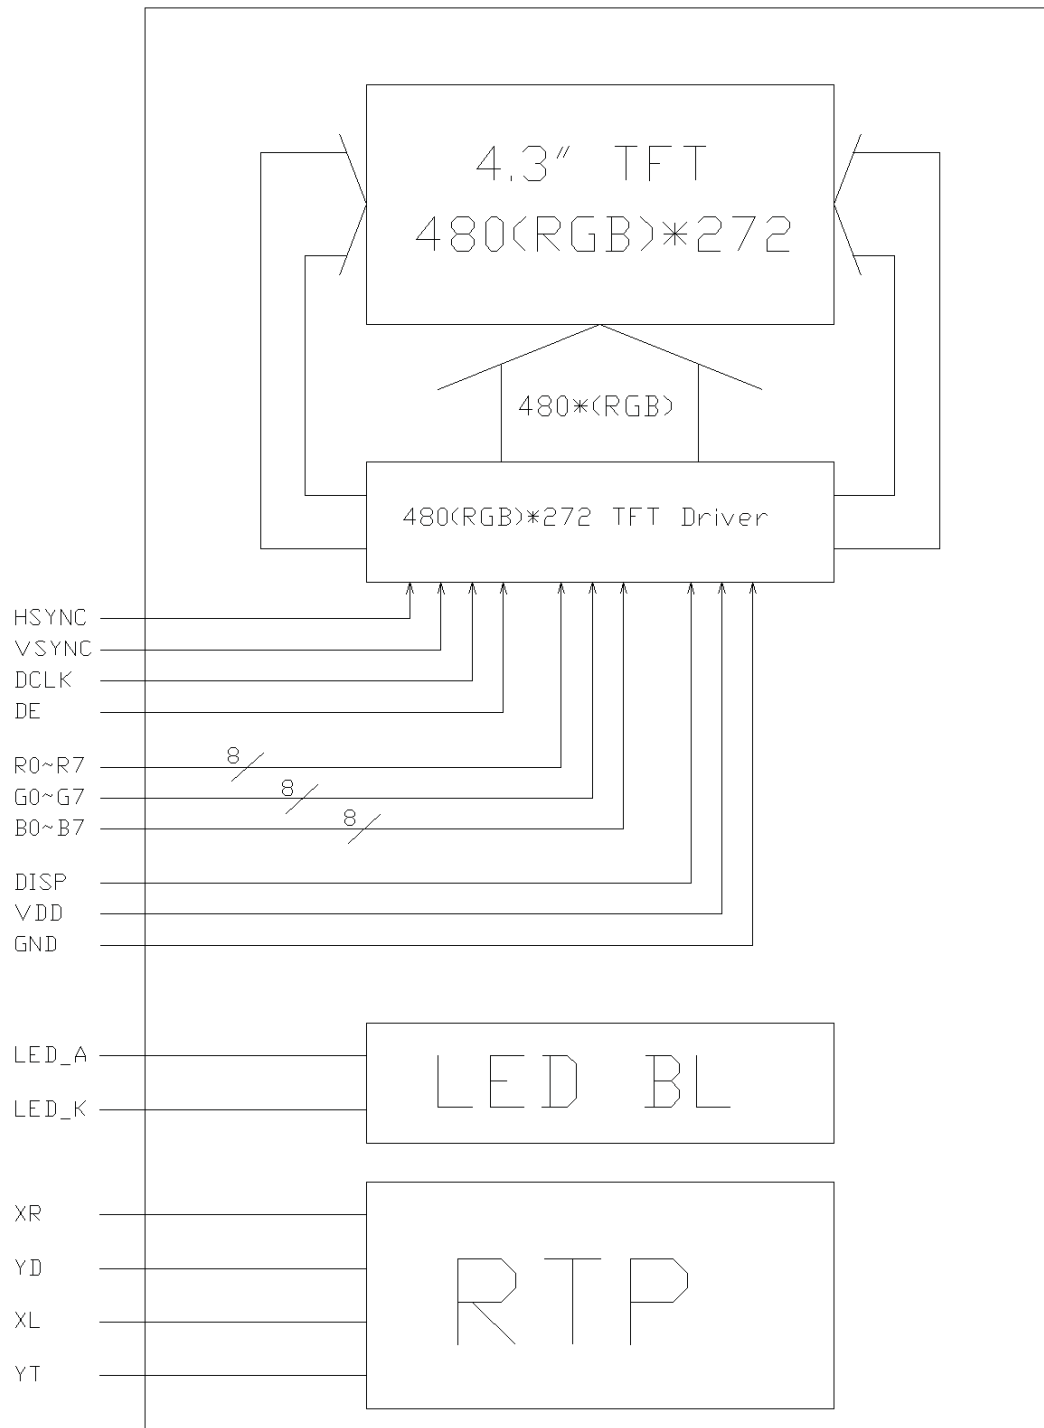 4.3" TFT
480(RGB)*272
480*(RGB)
480(RGB)*272 TFT Driver
HSYNC
VSYNC
DCLK
DE
8
R0~R7
8
G0~G7
8
B0~B7
DISP
VDD
GND
LED_A
LED BL
LED_K
XR
YD
RTP
XL
YT